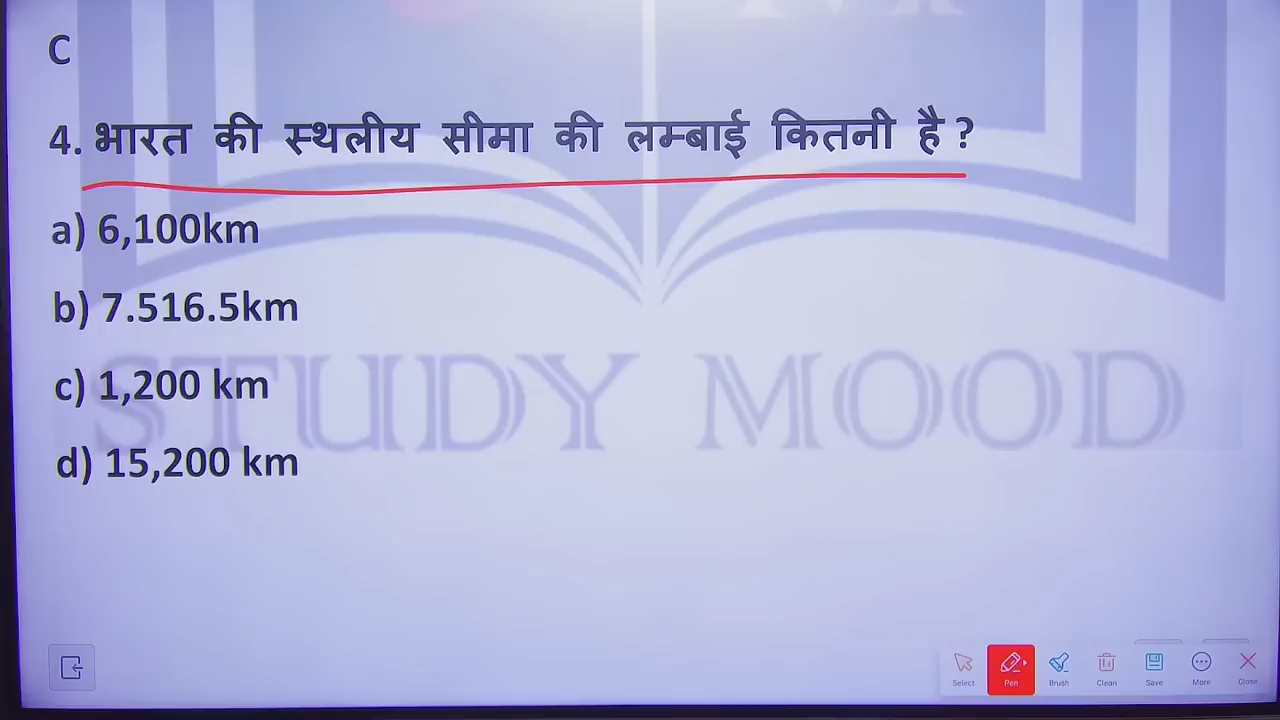 C
4. भारत की स्थलीय सीमा की लम्बाई कितनी है ?
a) 6,100km
b) 7.516.5km
c) 1,200 km
d) 15,200 km
STUDY MOOD
Select Pen Brush Clean Save More Close